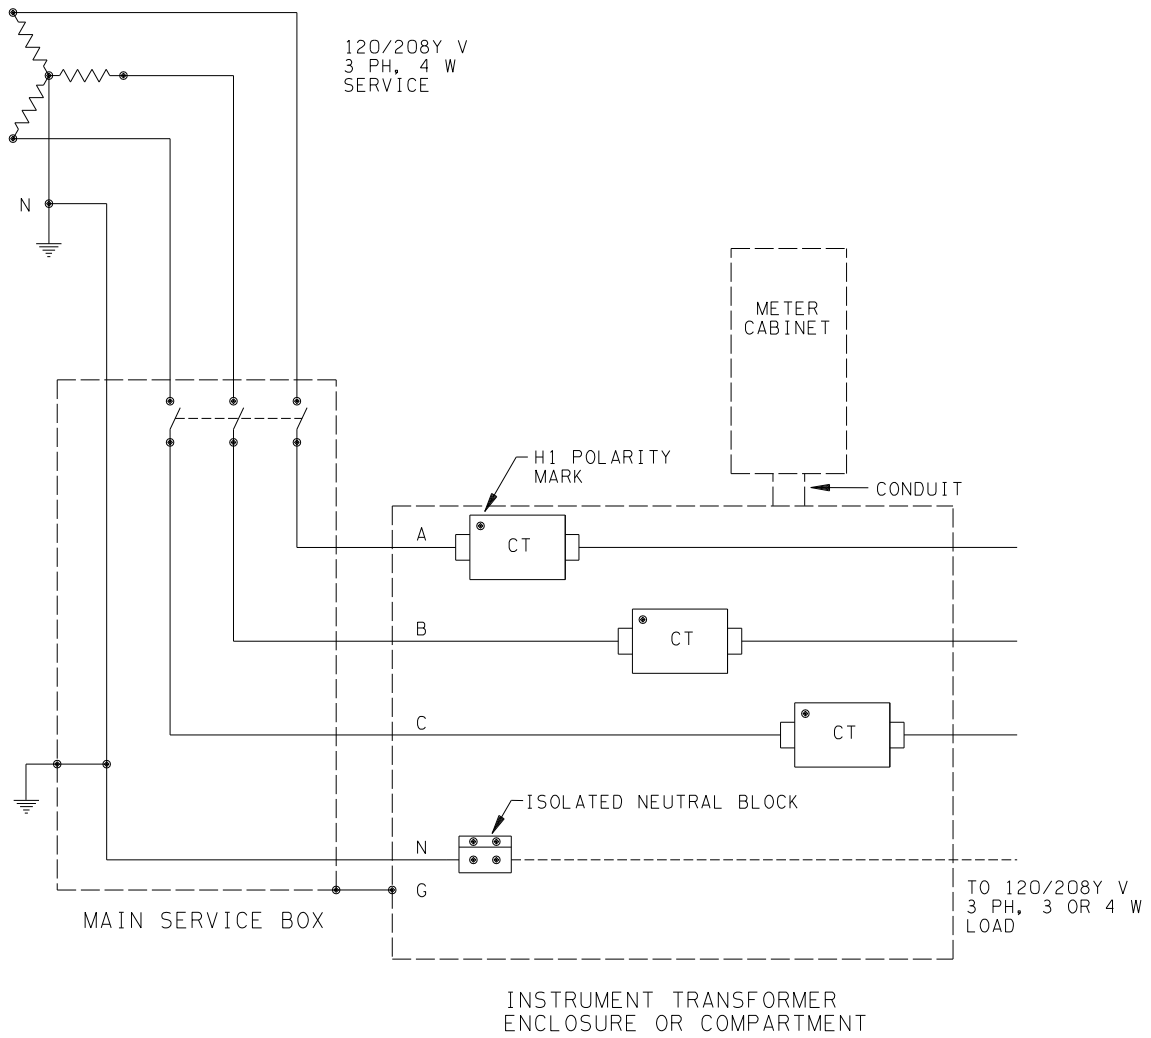 120/208Y V
3 PH, 4 W
SERVICE
N
METER
CABINET
H1 POLARITY
MARK
CONDUIT
A
CT
B
CT
C
CT
ISOLATED NEUTRAL BLOCK
N
G
TO 120/208Y V
3 PH, 3 OR 4 W
LOAD
MAIN SERVICE BOX
INSTRUMENT TRANSFORMER
ENCLOSURE OR COMPARTMENT